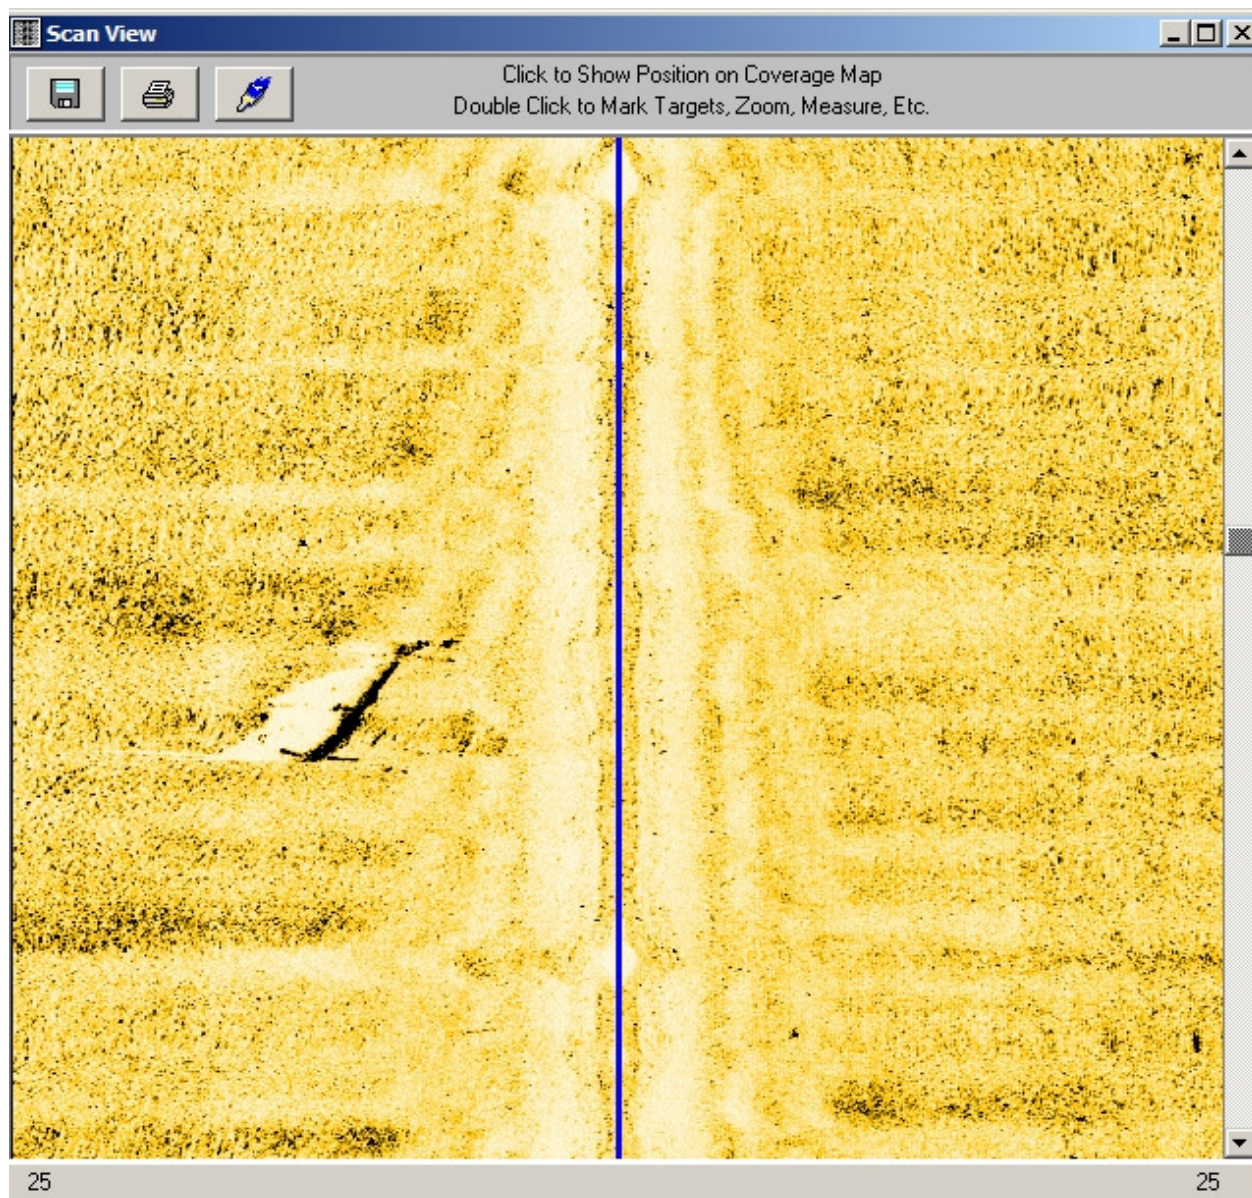 Scan View
Click to Show Position on Coverage Map
Double Click to Mark Targets, Zoom, Measure, Etc.
25 25